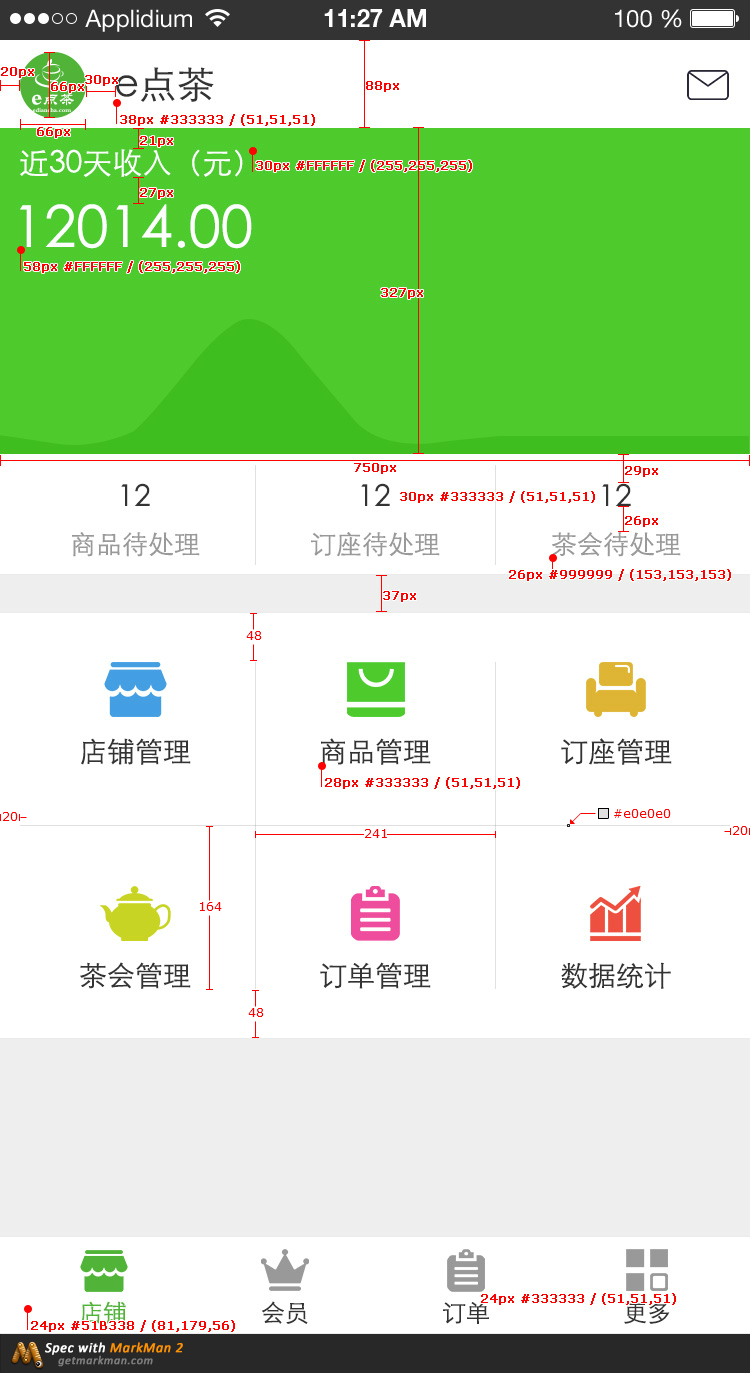 Applidium 11:27 AM 100 %
20px 66px 30px e点茶 88px
e点茶
38px #333333 / (51,51,51)
66px
21px
近30天收入（元） 30px #FFFFFF / (255,255,255)
27px
12014.00
58px #FFFFFF / (255,255,255)
327px
750px
29px
12 12 30px #333333 / (51,51,51) 12
26px
商品待处理 订座待处理 茶会待处理
26px #999999 / (153,153,153)
37px
48
店铺管理 商品管理 订座管理
28px #333333 / (51,51,51)
20 #e0e0e0
241 20
164
茶会管理 订单管理 数据统计
48
24px #333333 / (51,51,51)
店铺 会员 订单 更多
24px #51B338 / (81,179,56)
Spec with MarkMan 2
getmarkman.com